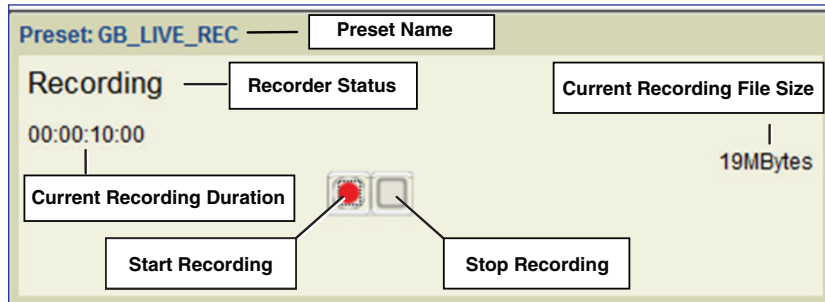 Preset: GB_LIVE_REC
Preset Name
Recording
Recorder Status
Current Recording File Size
00:00:10:00
19MBytes
Current Recording Duration
Start Recording
Stop Recording